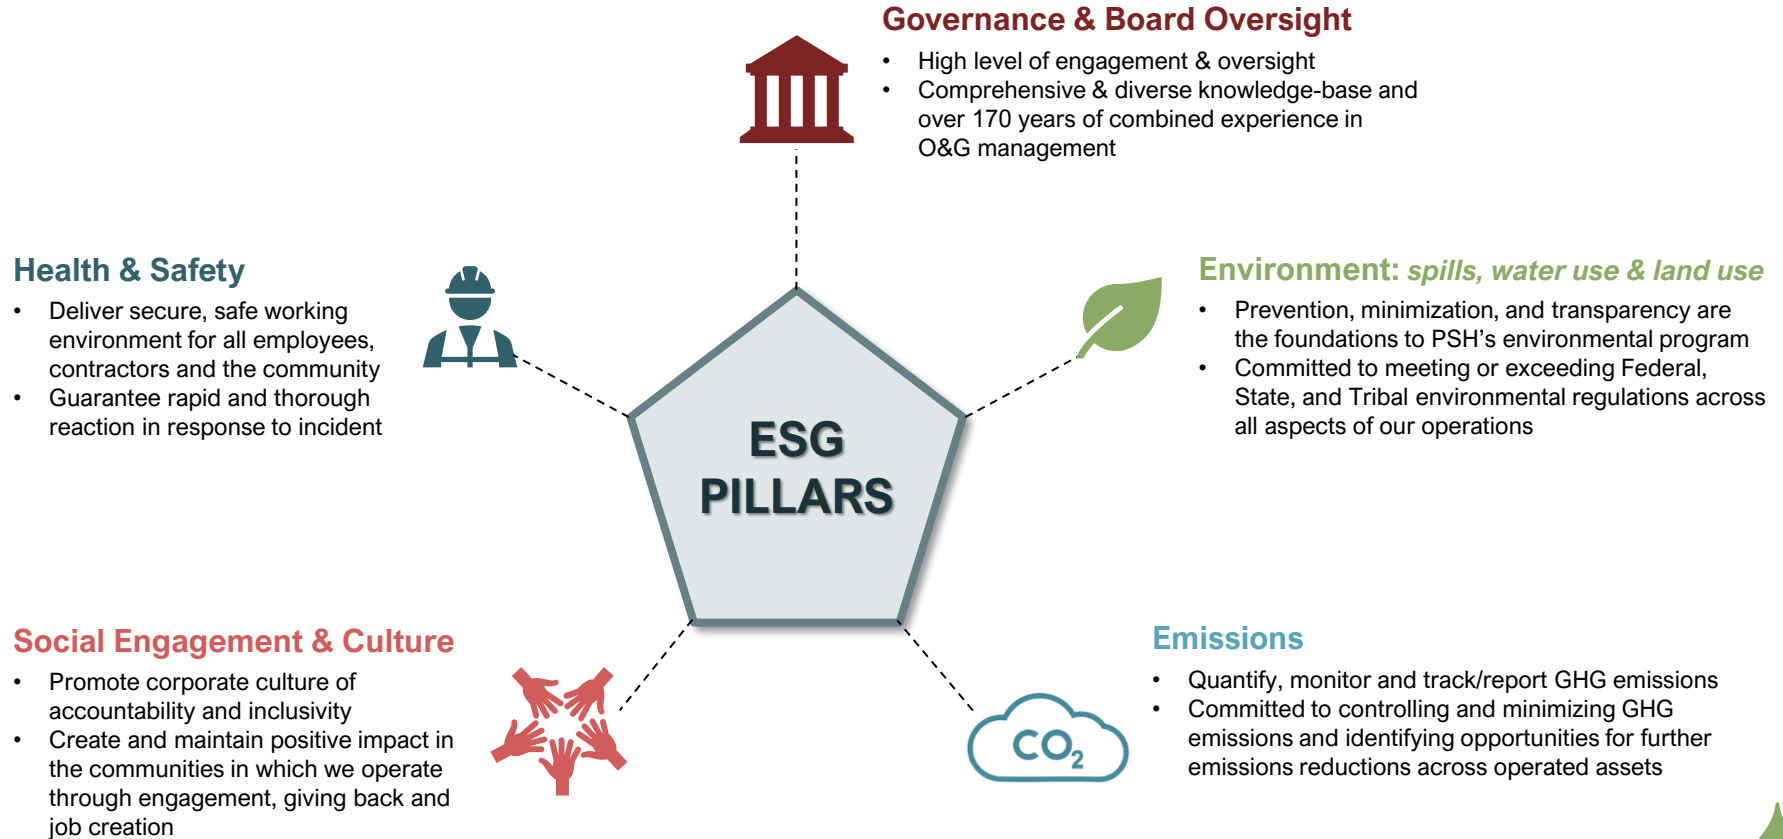 Governance & Board Oversight
• High level of engagement & oversight
• Comprehensive & diverse knowledge-base and
over 170 years of combined experience in
O&G management
Health & Safety
• Deliver secure, safe working
environment for all employees,
contractors and the community
• Guarantee rapid and thorough
reaction in response to incident
Environment: spills, water use & land use
• Prevention, minimization, and transparency are
the foundations to PSH's environmental program
• Committed to meeting or exceeding Federal,
State, and Tribal environmental regulations across
all aspects of our operations
ESG
PILLARS
Social Engagement & Culture
• Promote corporate culture of
accountability and inclusivity
• Create and maintain positive impact in
the communities in which we operate
through engagement, giving back and
job creation
Emissions
• Quantify, monitor and track/report GHG emissions
• Committed to controlling and minimizing GHG
emissions and identifying opportunities for further
emissions reductions across operated assets
CO2